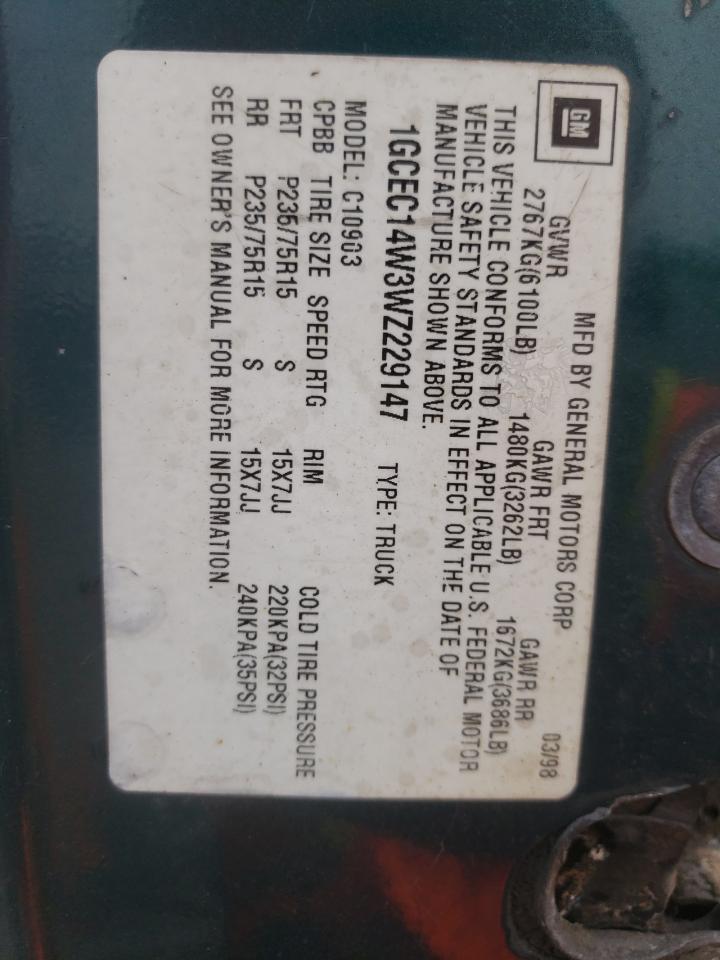 GM
MFD BY GENERAL MOTORS CORP 03/98
GVWR GAWR FRT GAWR RR
2767KG(6100LB) 1480KG(3262LB) 1672KG(3686LB)
THIS VEHICLE CONFORMS TO ALL APPLICABLE U.S. FEDERAL MOTOR
VEHICLE SAFETY STANDARDS IN EFFECT ON THE DATE OF
MANUFACTURE SHOWN ABOVE.
1GCEC14W3WZ229147 TYPE: TRUCK
MODEL: C10903
CPBB TIRE SIZE SPEED RTG RIM COLD TIRE PRESSURE
FRT P235/75R15 S 15X7JJ 220KPA(32PSI)
RR P235/75R15 S 15X7JJ 240KPA(35PSI)
SEE OWNER'S MANUAL FOR MORE INFORMATION.